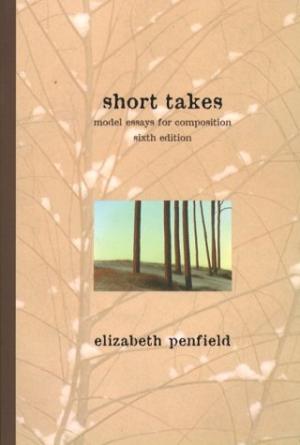 short takes
model essays for composition
sixth edition
elizabeth penfield